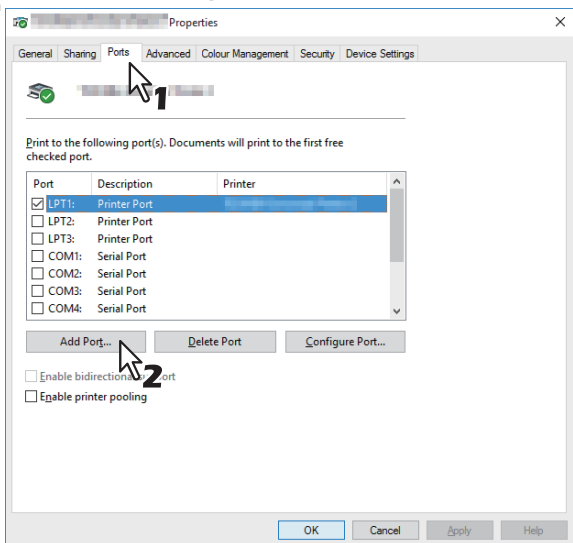 Properties
General Sharing Ports Advanced Colour Management Security Device Settings
1
Print to the following port(s). Documents will print to the first free
checked port.
Port Description Printer
LPT1: Printer Port
LPT2: Printer Port
LPT3: Printer Port
COM1: Serial Port
COM2: Serial Port
COM3: Serial Port
COM4: Serial Port
Add Port... Delete Port Configure Port...
2
Enable bidirectional
Enable printer pooling
OK Cancel Apply Help